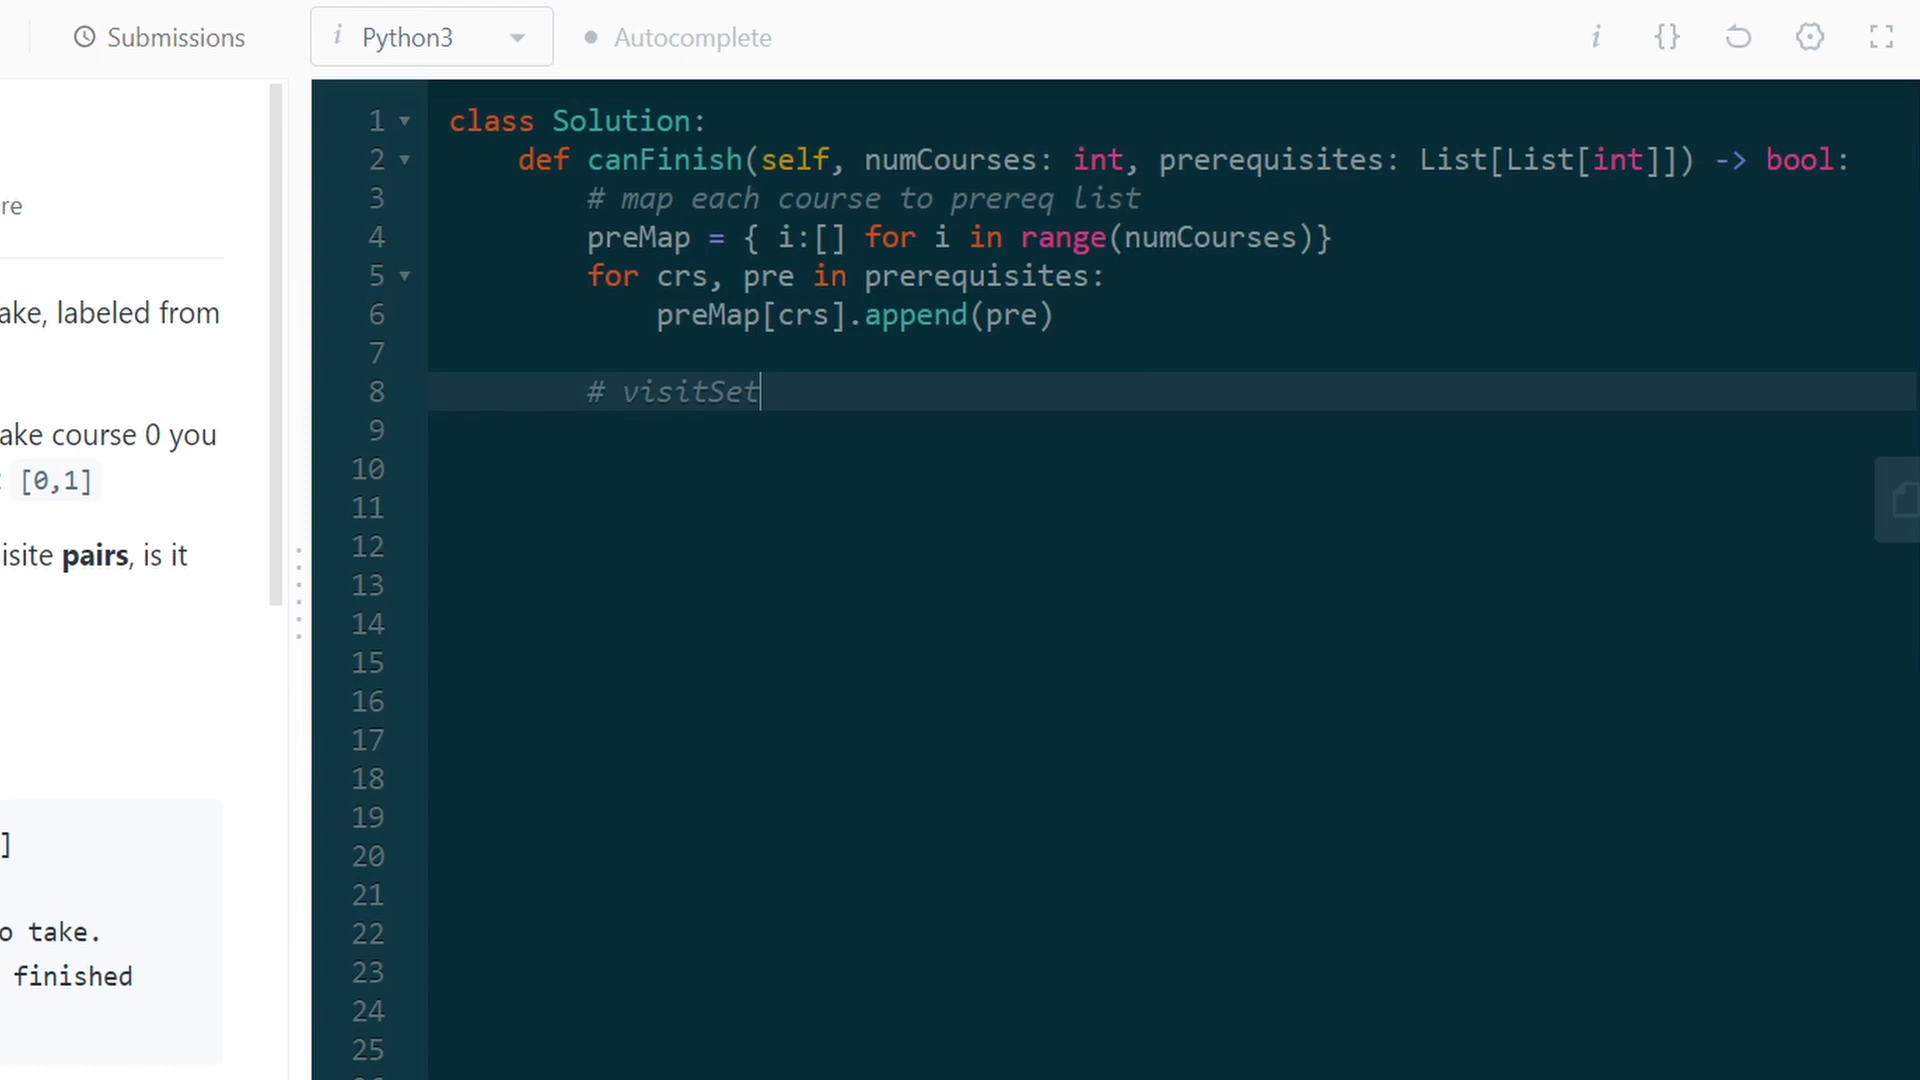 Submissions
i Python3
Autocomplete
i {}
re
ake, labeled from
ake course 0 you
: [0,1]
isite pairs, is it
]
o take.
finished
1 class Solution:
2 def canFinish(self, numCourses: int, prerequisites: List[List[int]]) -> bool:
3 # map each course to prereq list
4 preMap = { i:[] for i in range(numCourses)}
5 for crs, pre in prerequisites:
6 preMap[crs].append(pre)
7
8 # visitSet
9
10
11
12
13
14
15
16
17
18
19
20
21
22
23
24
25